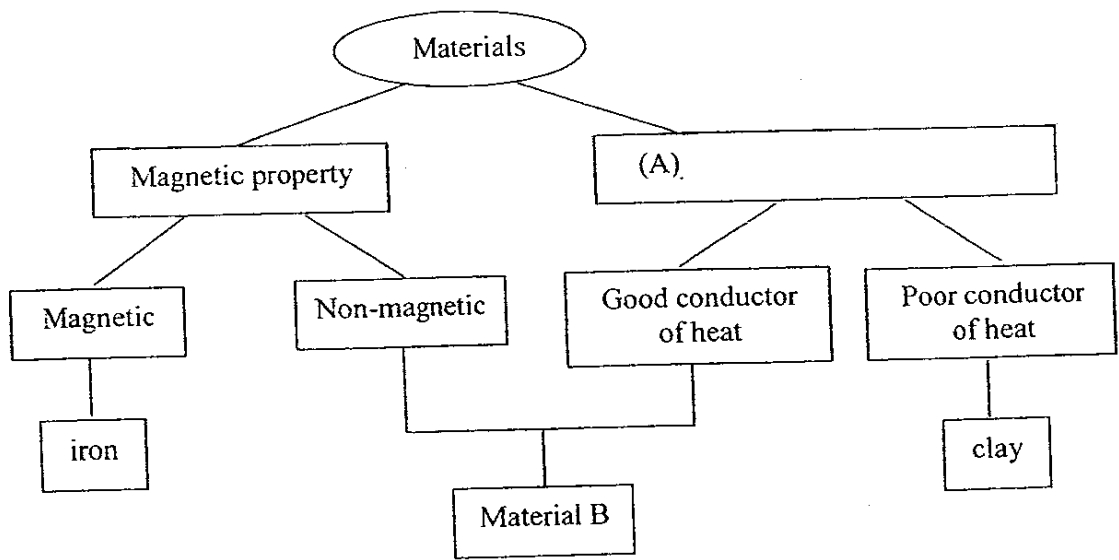 Materials
Magnetic property
(A).
Magnetic
Non-magnetic
Good conductor
of heat
Poor conductor
of heat
iron
clay
Material B